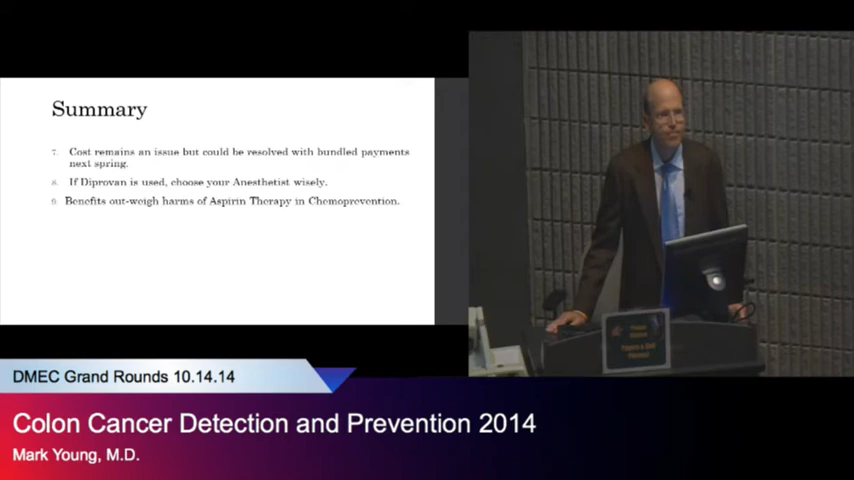 Summary
7. Cost remains an issue but could be resolved with bundled payments
next spring.
8. If Diprovan is used, choose your Anesthetist wisely.
9. Benefits out-weigh harms of Aspirin Therapy in Chemoprevention.
DMEC Grand Rounds 10.14.14
Colon Cancer Detection and Prevention 2014
Mark Young, M.D.